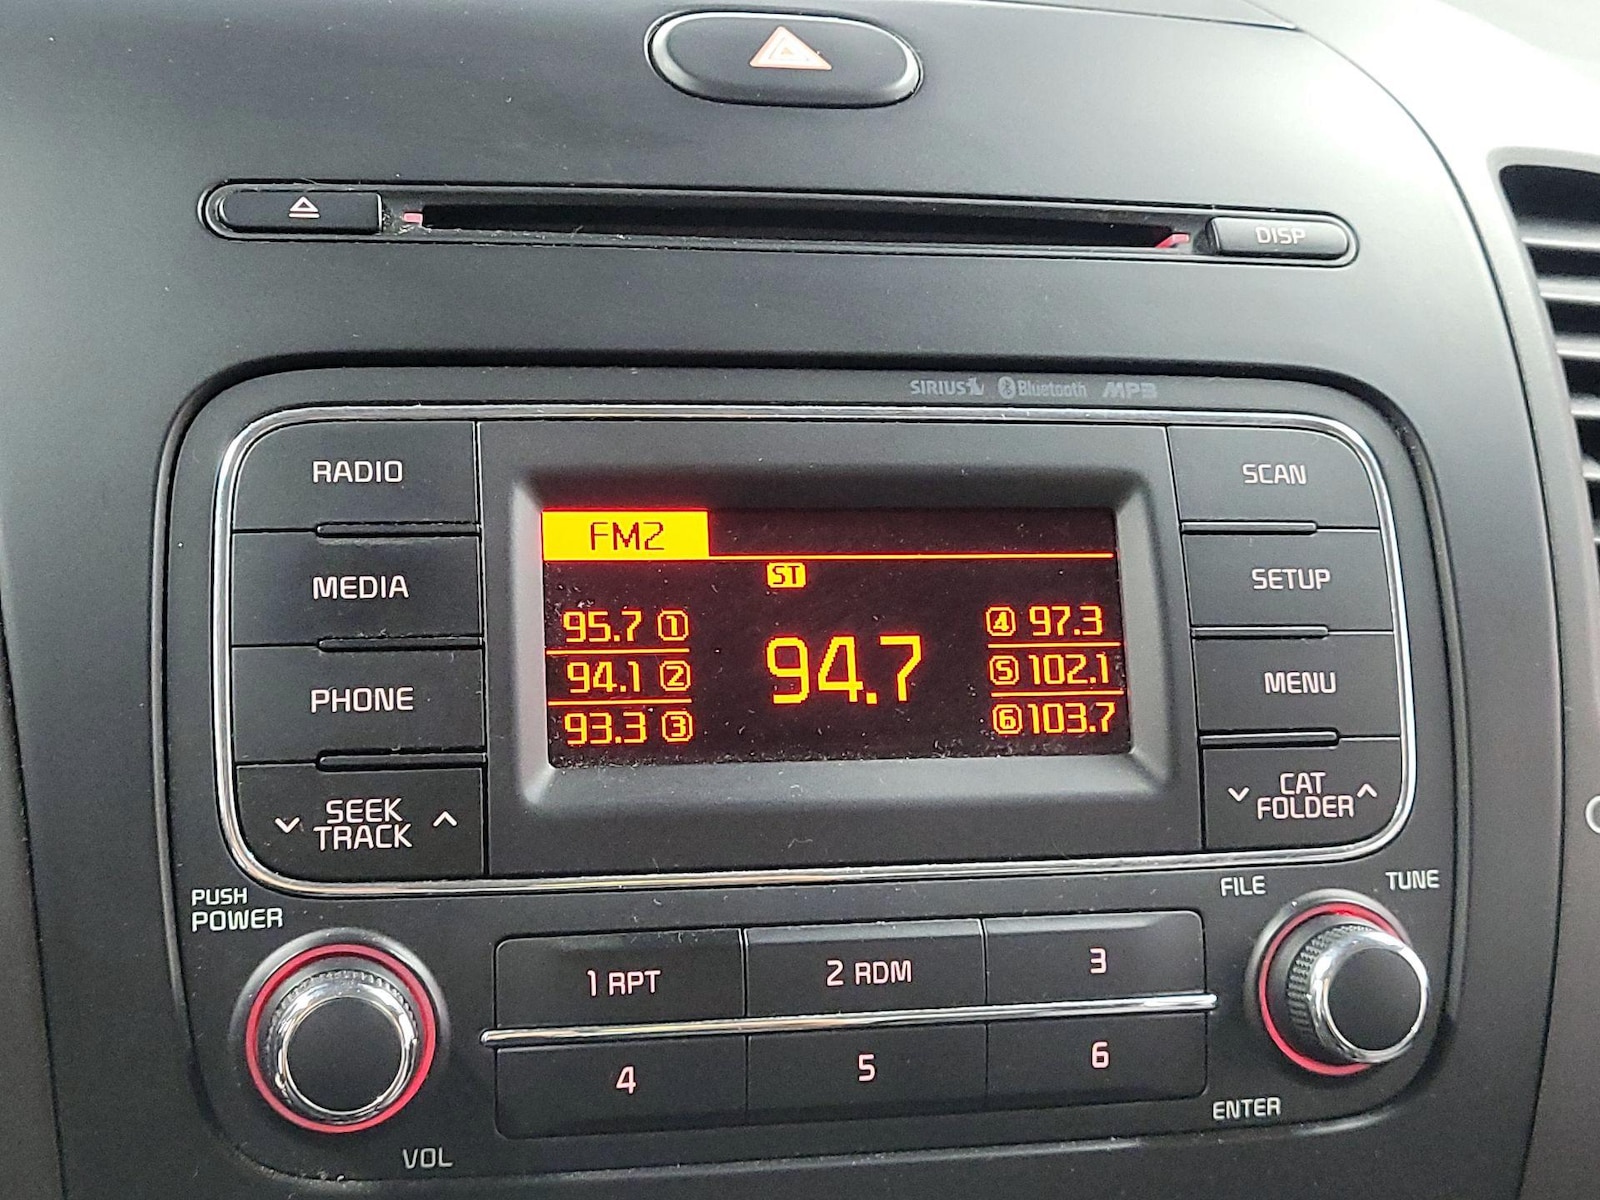 DISP
SIRIUS Bluetooth MP3
RADIO
MEDIA
PHONE
SEEK
TRACK
FM2
ST
95.7 1
94.1 2
93.3 3
94.7
4 97.3
5 102.1
6 103.7
SCAN
SETUP
MENU
CAT
FOLDER
PUSH
POWER
VOL
1 RPT
2 RDM
3
4
5
6
FILE
TUNE
ENTER